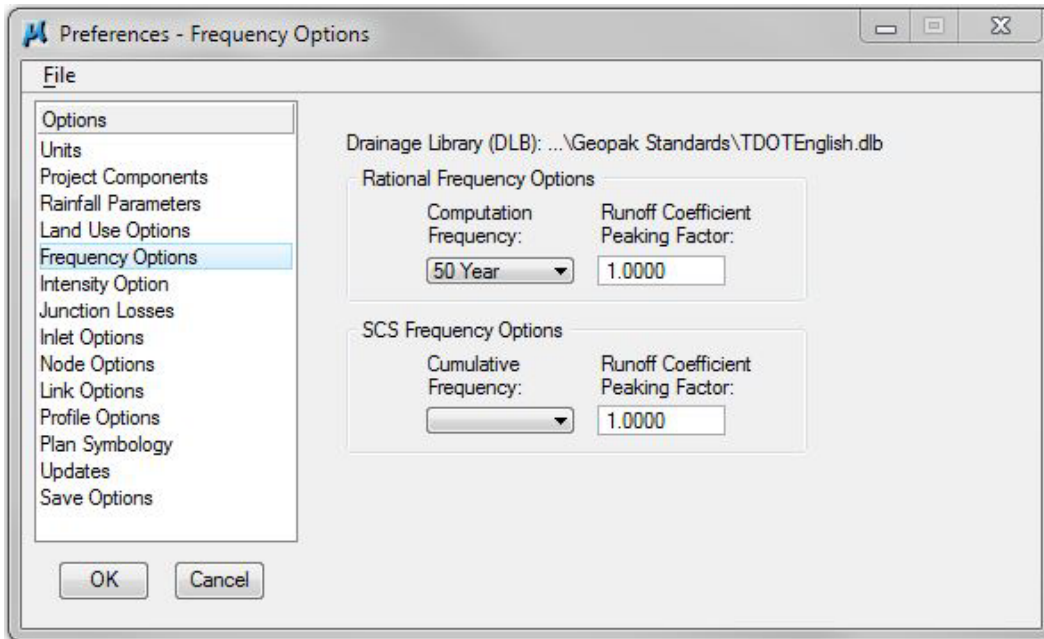 Preferences - Frequency Options
File
Options
Units
Project Components
Rainfall Parameters
Land Use Options
Frequency Options
Intensity Option
Junction Losses
Inlet Options
Node Options
Link Options
Profile Options
Plan Symbology
Updates
Save Options
OK
Cancel
Drainage Library (DLB): ...\Geopak Standards\TDOTEnglish.dlb
Rational Frequency Options
Computation
Frequency:
50 Year
Runoff Coefficient
Peaking Factor:
1.0000
SCS Frequency Options
Cumulative
Frequency:
Runoff Coefficient
Peaking Factor:
1.0000